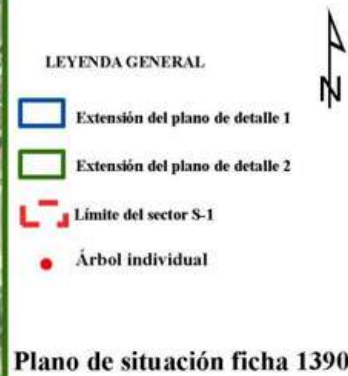 LEYENDA GENERAL
N
Extensión del plano de detalle 1
Extensión del plano de detalle 2
Límite del sector S-1
Árbol individual
Plano de situación ficha 1390